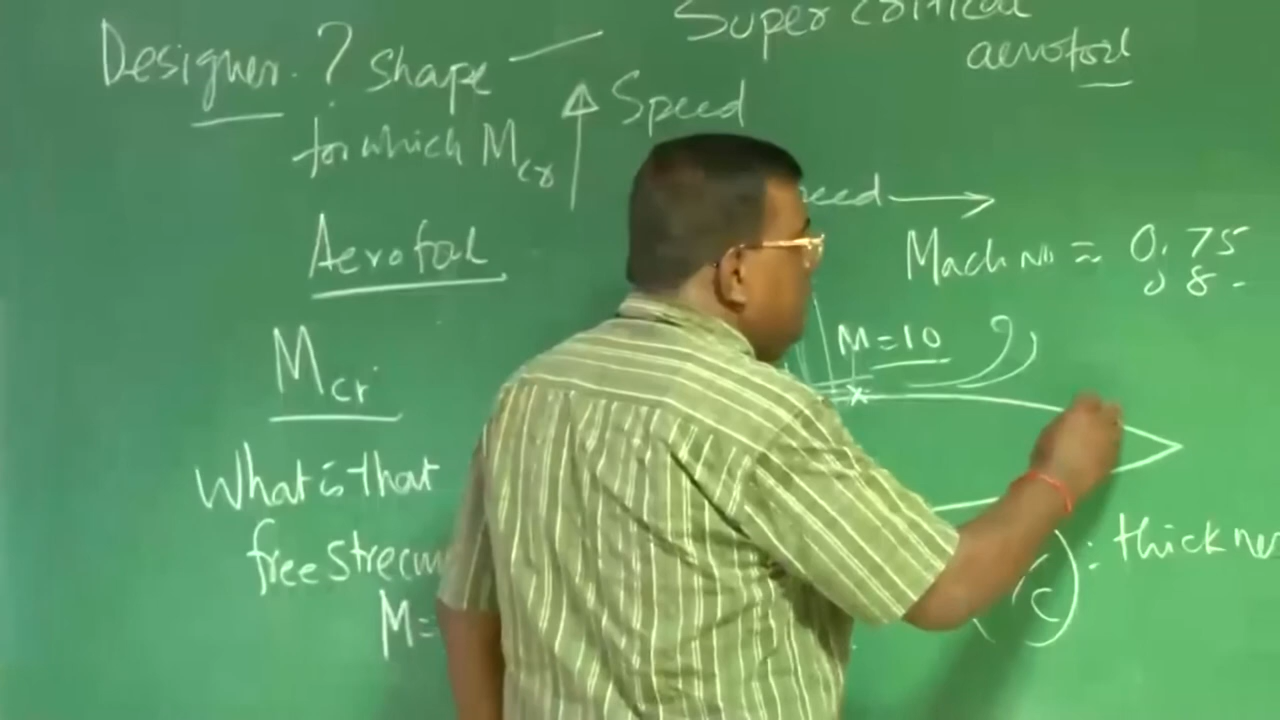 Super critical
Designer. ? shape — aerofoil
for which Mcr ↑ Speed
→
Aerofoil
Mach no ≈ 0.75
0 8 -
M = 1 0
Mcr
What is that
free
(c) : thickness
M=